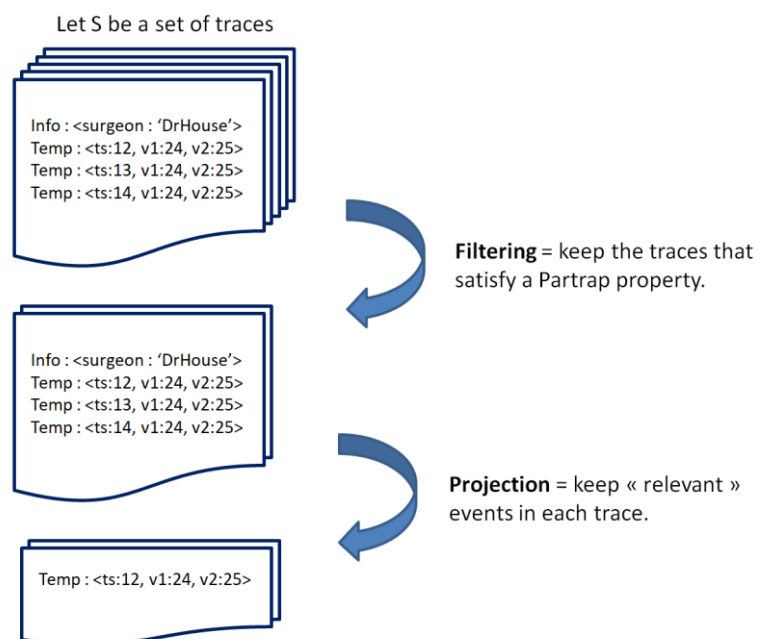 Let S be a set of traces
Info : <surgeon : ‘DrHouse’>
Temp : <ts:12, v1:24, v2:25>
Temp : <ts:13, v1:24, v2:25>
Temp : <ts:14, v1:24, v2:25>
Filtering = keep the traces that
satisfy a Partrap property.
Info : <surgeon : ‘DrHouse’>
Temp : <ts:12, v1:24, v2:25>
Temp : <ts:13, v1:24, v2:25>
Temp : <ts:14, v1:24, v2:25>
Projection = keep « relevant »
events in each trace.
Temp : <ts:12, v1:24, v2:25>